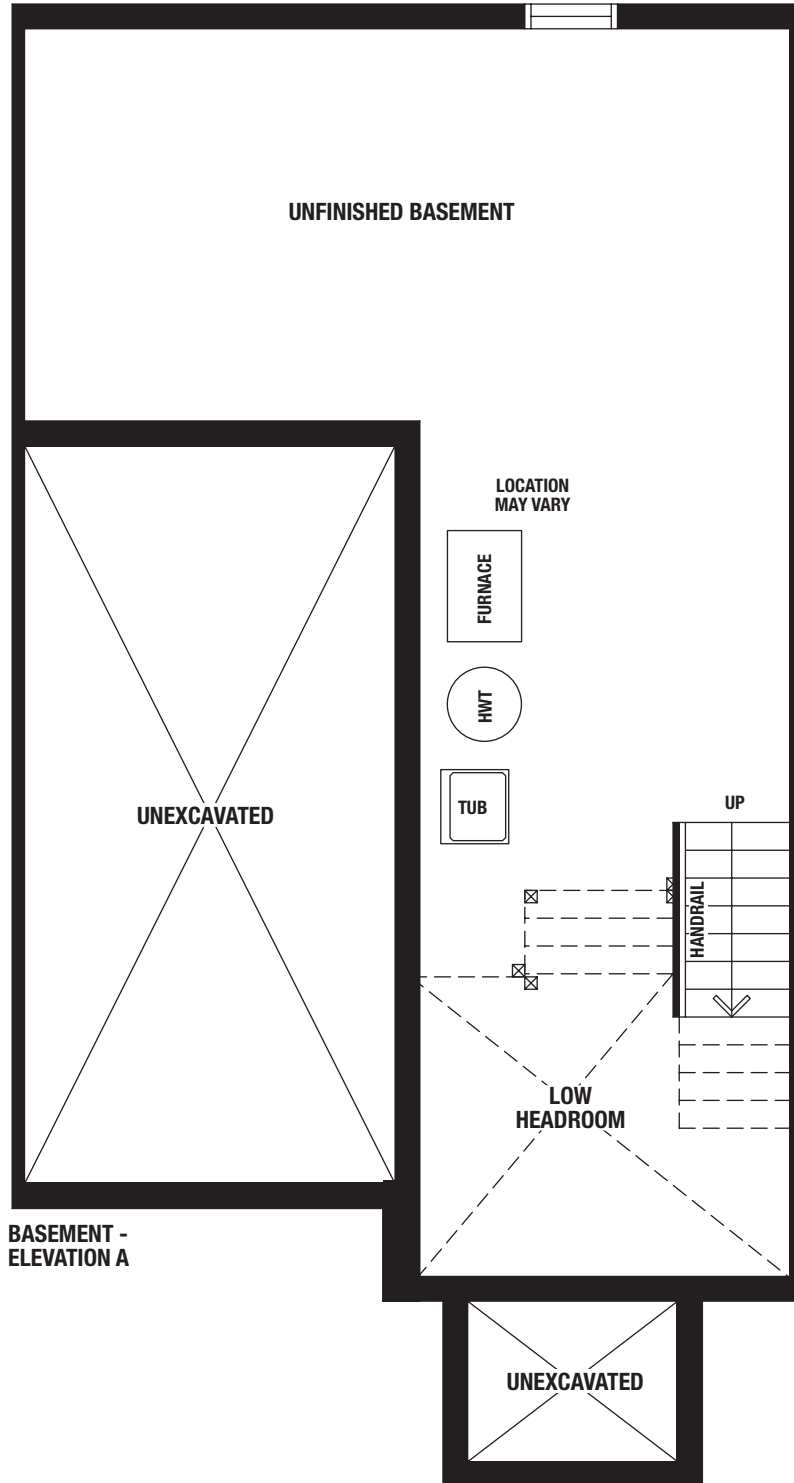 UNFINISHED BASEMENT
LOCATION
MAY VARY
FURNACE
HWT
TUB
UP
HANDRAIL
UNEXCAVATED
LOW
HEADROOM
BASEMENT -
ELEVATION A
UNEXCAVATED